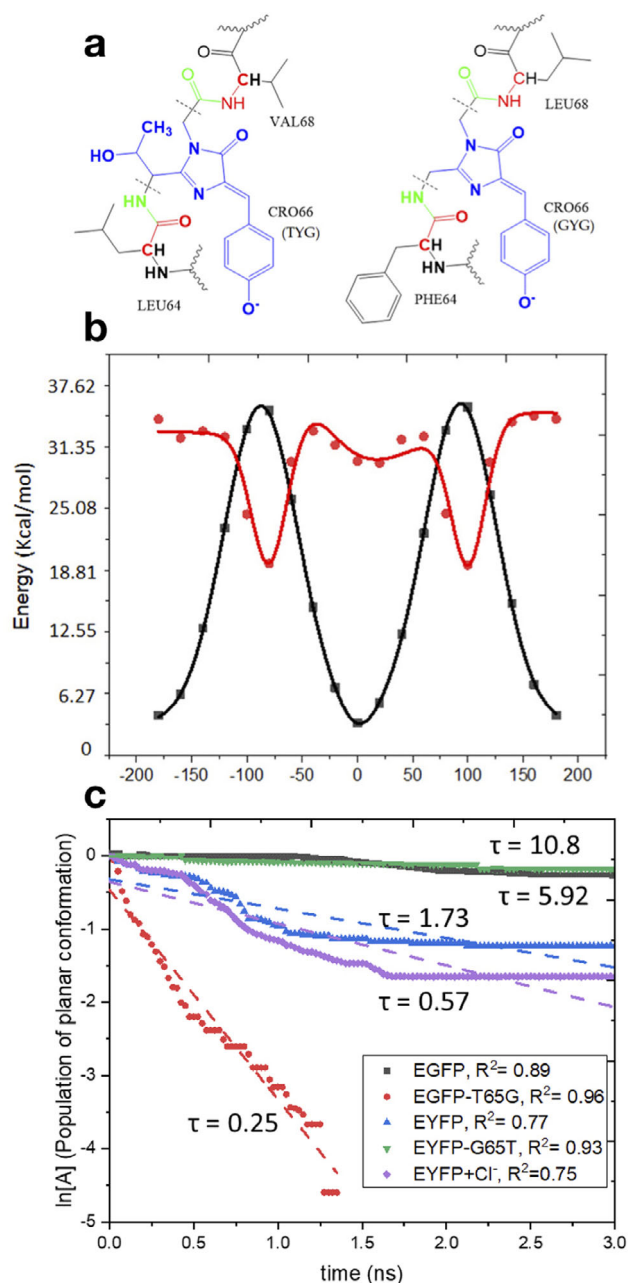 a
O
CH
NH
VAL68
O
CH3
HO
N
O
N
HN
O
CRO66
(TYG)
CH
HN
LEU64
O-
O
CH
NH
LEU68
O
N
O
N
HN
O
CRO66
(GYG)
CH
HN
PHE64
O-
b
Energy (Kcal/mol)
37.62
31.35
25.08
18.81
12.55
6.27
0
-200 -150 -100 -50 0 50 100 150 200
c
ln[A] (Population of planar conformation)
0
-1
-2
-3
-4
-5
τ = 10.8
τ = 5.92
τ = 1.73
τ = 0.57
τ = 0.25
EGFP, R²= 0.89
EGFP-T65G, R²= 0.96
EYFP, R²= 0.77
EYFP-G65T, R²= 0.93
EYFP+Cl⁻, R²=0.75
0.0 0.5 1.0 1.5 2.0 2.5 3.0
time (ns)